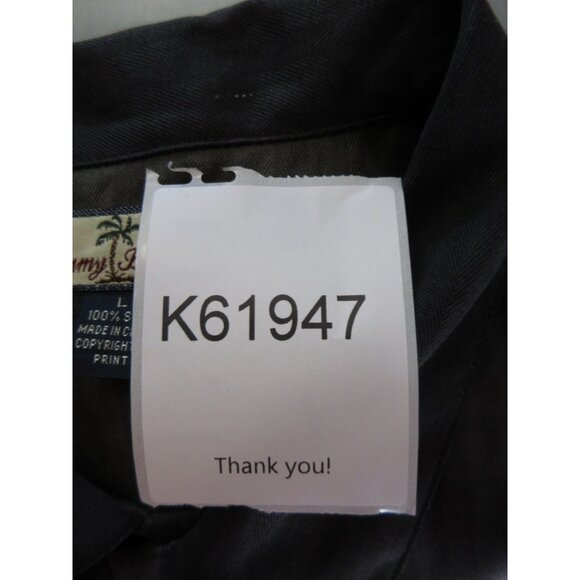 L
100% S
MADE IN C
COPYRIGHT
PRINT
K61947
Thank you!